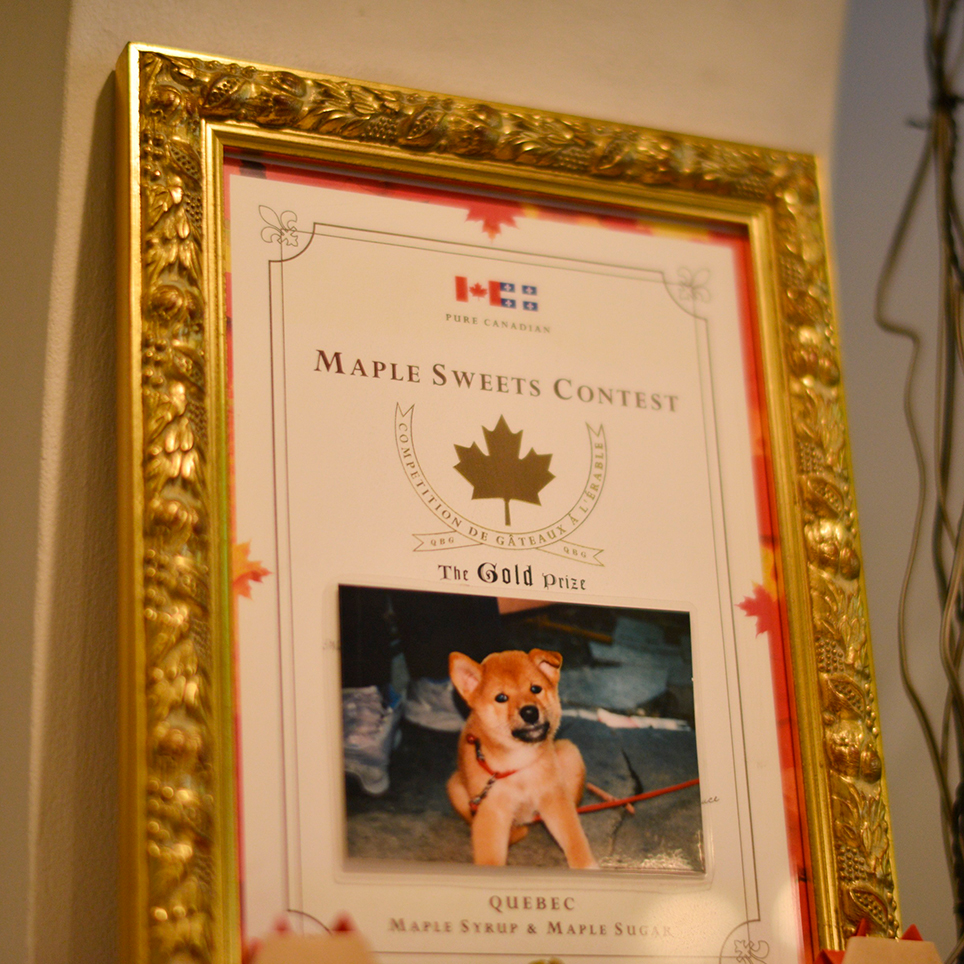 PURE CANADIAN
MAPLE SWEETS CONTEST
COMPETITION DE GÂTEAUX À L'ÉRABLE
QBG QBG
The Gold Prize
QUEBEC
MAPLE SYRUP & MAPLE SUGAR